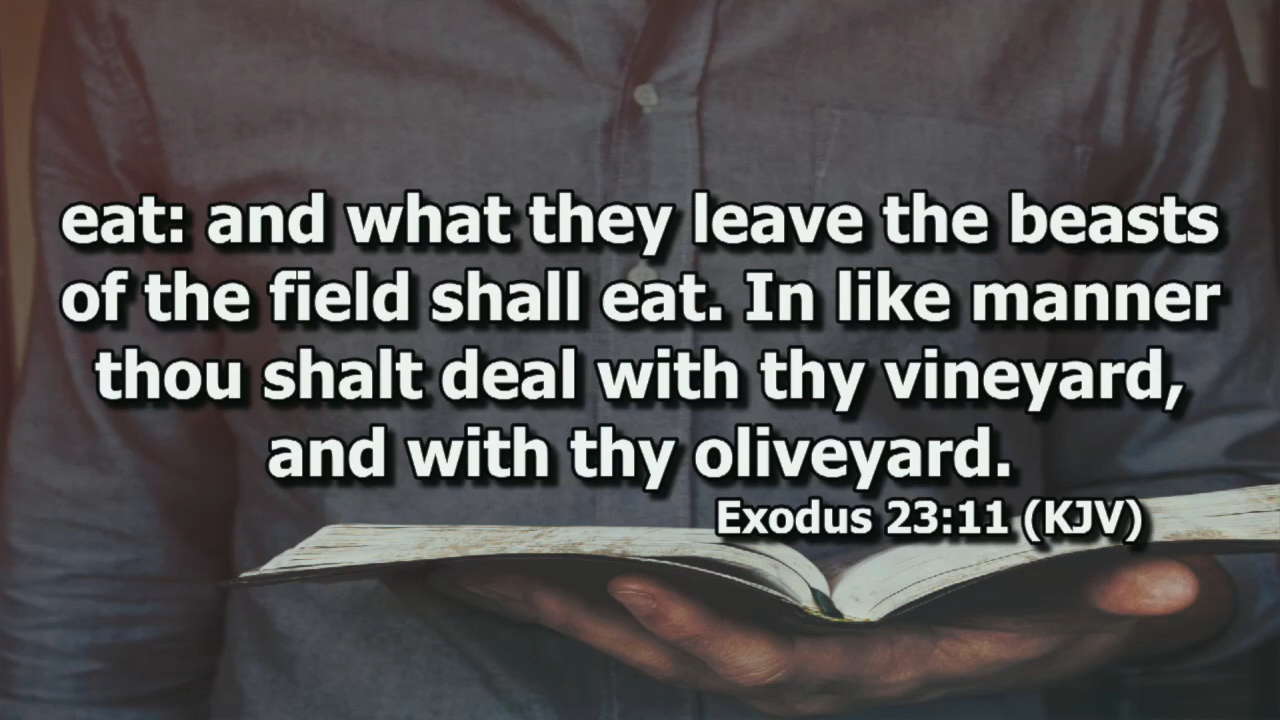 eat: and what they leave the beasts
of the field shall eat. In like manner
thou shalt deal with thy vineyard,
and with thy oliveyard.
Exodus 23:11 (KJV)